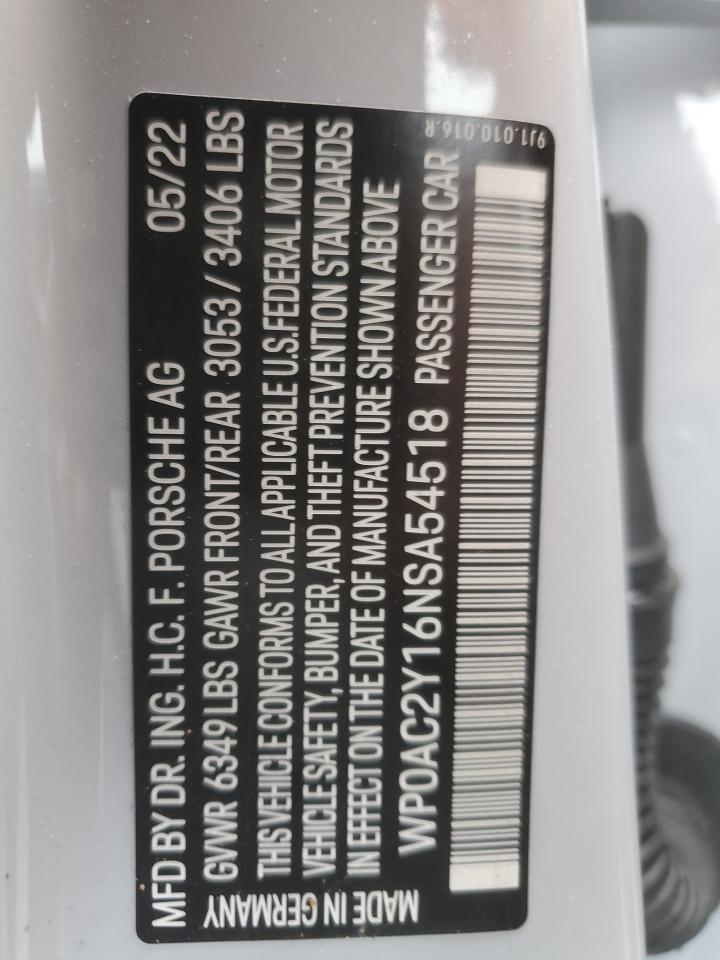 MFD BY DR. ING. H.C. F. PORSCHE AG 05/22
GVWR 6349 LBS GAWR FRONT/REAR 3053 / 3406 LBS
THIS VEHICLE CONFORMS TO ALL APPLICABLE U.S. FEDERAL MOTOR
VEHICLE SAFETY, BUMPER, AND THEFT PREVENTION STANDARDS
IN EFFECT ON THE DATE OF MANUFACTURE SHOWN ABOVE
WP0AC2Y16NSA54518 PASSENGER CAR
MADE IN GERMANY
9J1.010.016.R